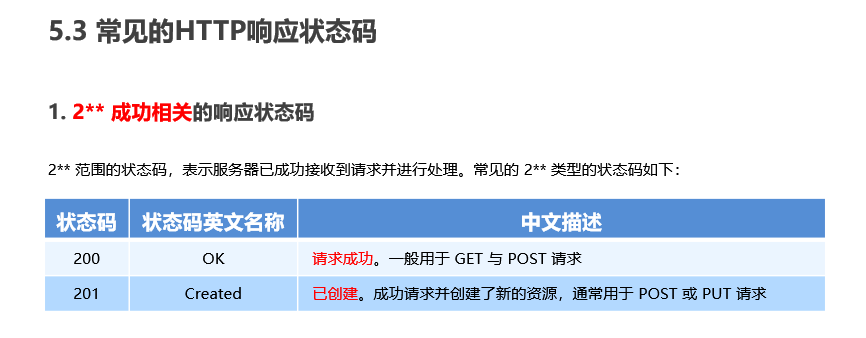 5.3 常见的HTTP响应状态码
1. 2** 成功相关的响应状态码
2** 范围的状态码，表示服务器已成功接收到请求并进行处理。常见的 2** 类型的状态码如下：
状态码 状态码英文名称 中文描述
200 OK 请求成功。一般用于 GET 与 POST 请求
201 Created 已创建。成功请求并创建了新的资源，通常用于 POST 或 PUT 请求